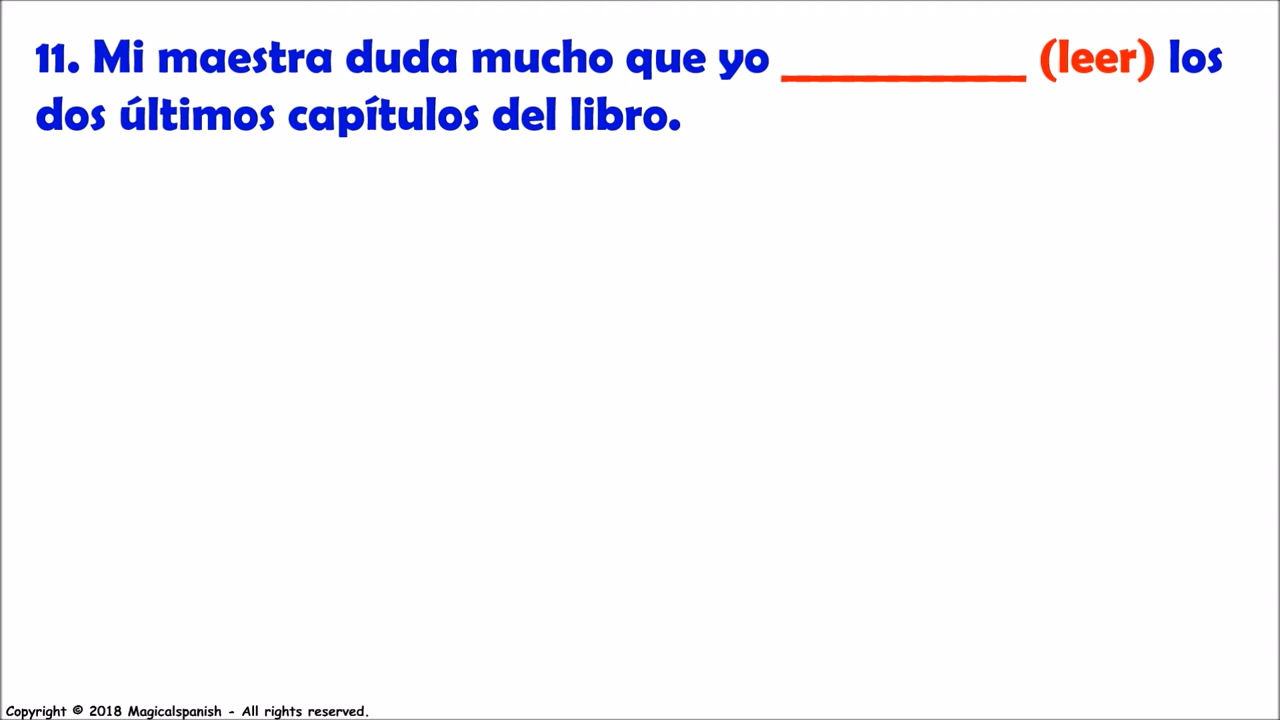 11. Mi maestra duda mucho que yo ___________ (leer) los
dos últimos capítulos del libro.
Copyright © 2018 Magicalspanish - All rights reserved.